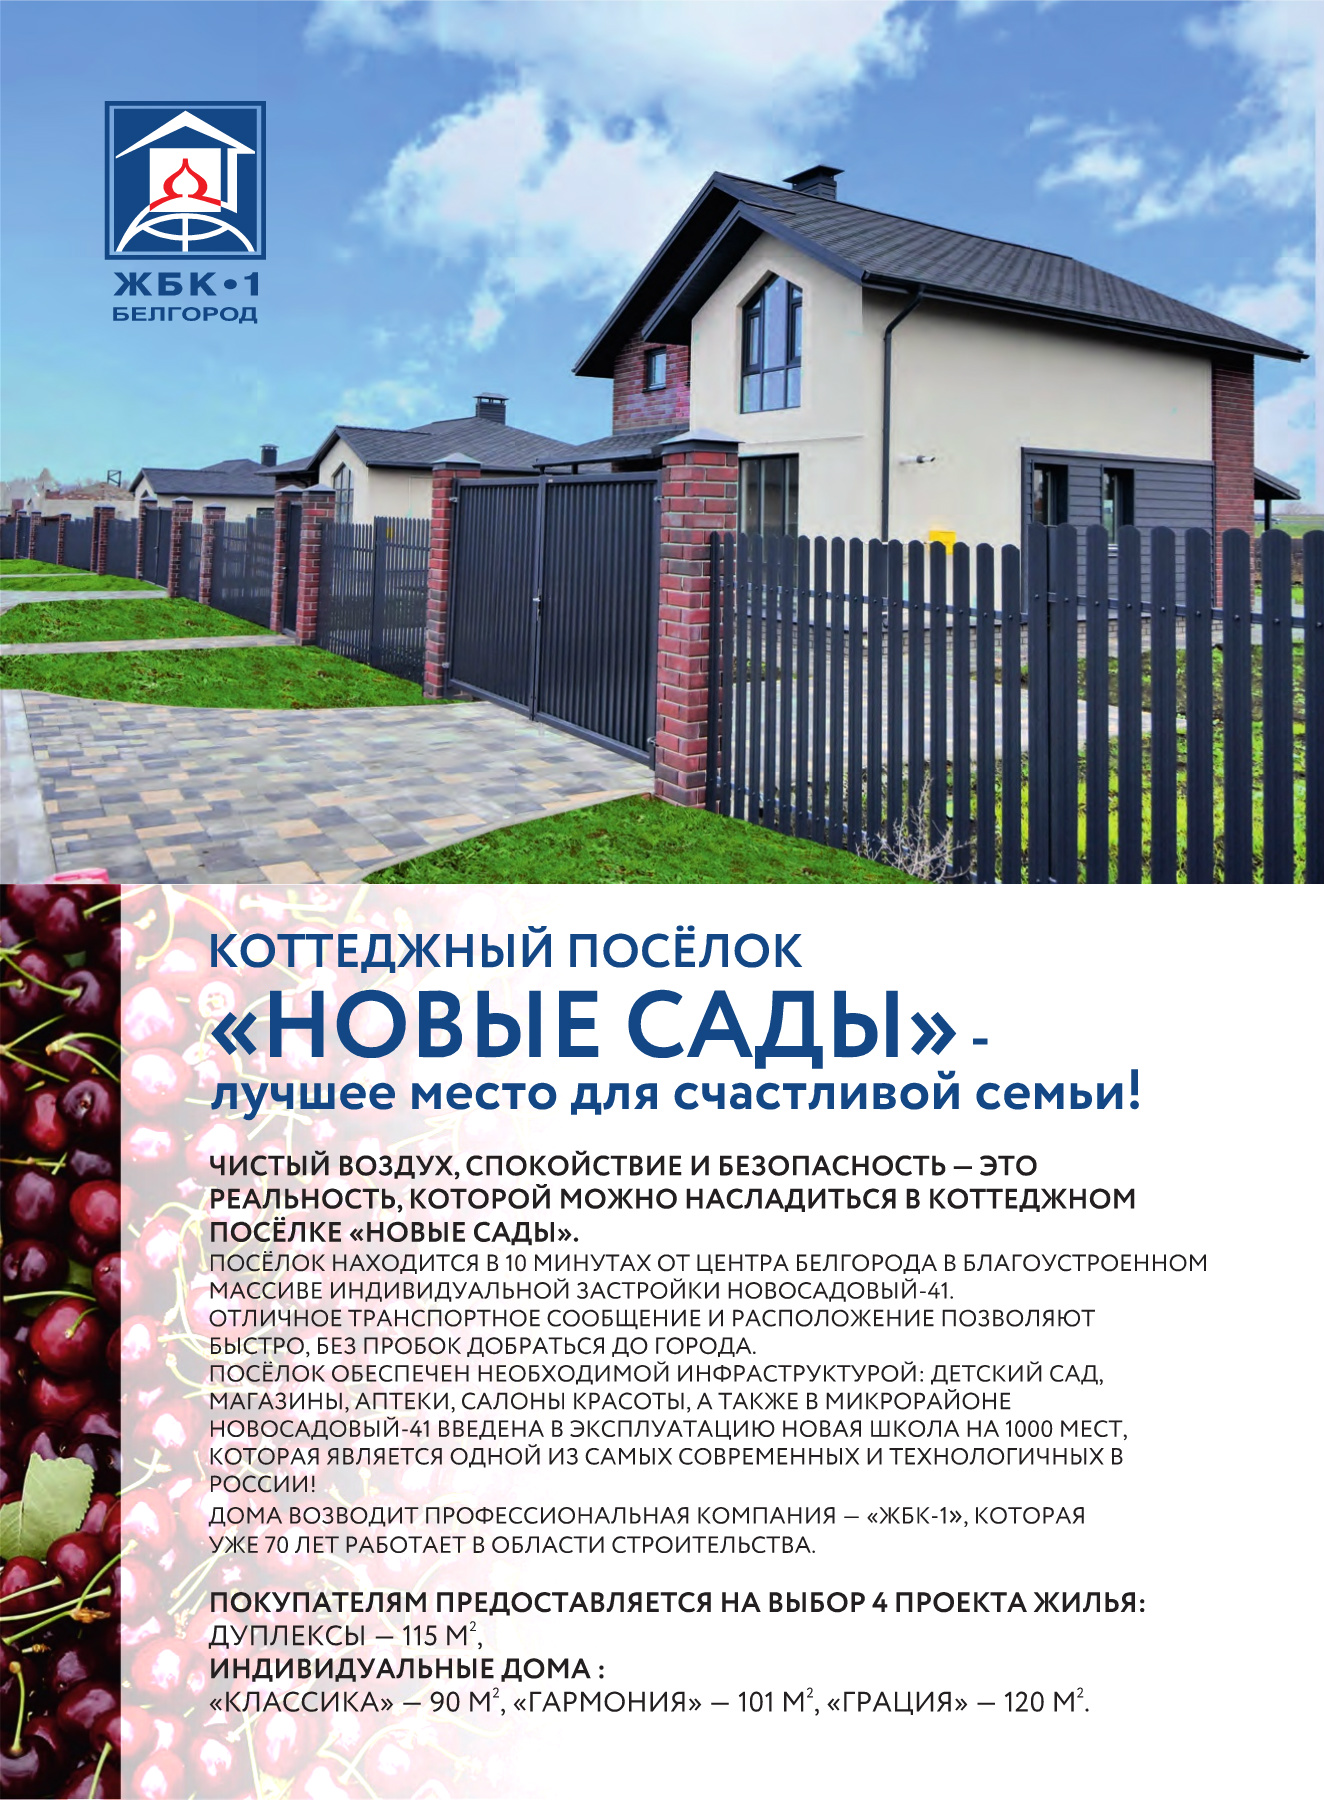 ЖБК•1
БЕЛГОРОД
КОТТЕДЖНЫЙ ПОСЁЛОК
«НОВЫЕ САДЫ» -
лучшее место для счастливой семьи!
ЧИСТЫЙ ВОЗДУХ, СПОКОЙСТВИЕ И БЕЗОПАСНОСТЬ — ЭТО
РЕАЛЬНОСТЬ, КОТОРОЙ МОЖНО НАСЛАДИТЬСЯ В КОТТЕДЖНОМ
ПОСЁЛКЕ «НОВЫЕ САДЫ».
ПОСЁЛОК НАХОДИТСЯ В 10 МИНУТАХ ОТ ЦЕНТРА БЕЛГОРОДА В БЛАГОУСТРОЕННОМ
МАССИВЕ ИНДИВИДУАЛЬНОЙ ЗАСТРОЙКИ НОВОСАДОВЫЙ-41.
ОТЛИЧНОЕ ТРАНСПОРТНОЕ СООБЩЕНИЕ И РАСПОЛОЖЕНИЕ ПОЗВОЛЯЮТ
БЫСТРО, БЕЗ ПРОБОК ДОБРАТЬСЯ ДО ГОРОДА.
ПОСЁЛОК ОБЕСПЕЧЕН НЕОБХОДИМОЙ ИНФРАСТРУКТУРОЙ: ДЕТСКИЙ САД,
МАГАЗИНЫ, АПТЕКИ, САЛОНЫ КРАСОТЫ, А ТАКЖЕ В МИКРОРАЙОНЕ
НОВОСАДОВЫЙ-41 ВВЕДЕНА В ЭКСПЛУАТАЦИЮ НОВАЯ ШКОЛА НА 1000 МЕСТ,
КОТОРАЯ ЯВЛЯЕТСЯ ОДНОЙ ИЗ САМЫХ СОВРЕМЕННЫХ И ТЕХНОЛОГИЧНЫХ В
РОССИИ!
ДОМА ВОЗВОДИТ ПРОФЕССИОНАЛЬНАЯ КОМПАНИЯ — «ЖБК-1», КОТОРАЯ
УЖЕ 70 ЛЕТ РАБОТАЕТ В ОБЛАСТИ СТРОИТЕЛЬСТВА.
ПОКУПАТЕЛЯМ ПРЕДОСТАВЛЯЕТСЯ НА ВЫБОР 4 ПРОЕКТА ЖИЛЬЯ:
ДУПЛЕКСЫ — 115 М²,
ИНДИВИДУАЛЬНЫЕ ДОМА :
«КЛАССИКА» — 90 М², «ГАРМОНИЯ» — 101 М², «ГРАЦИЯ» — 120 М².